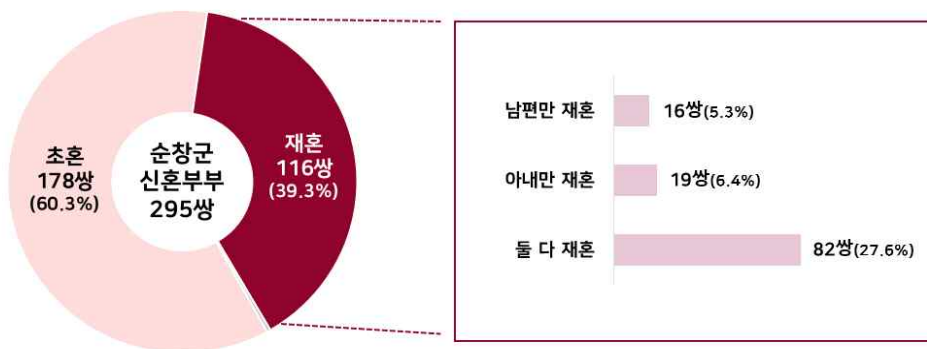 초혼
178쌍
(60.3%)
순창군
신혼부부
295쌍
재혼
116쌍
(39.3%)
남편만 재혼
16쌍(5.3%)
아내만 재혼
19쌍(6.4%)
둘 다 재혼
82쌍(27.6%)